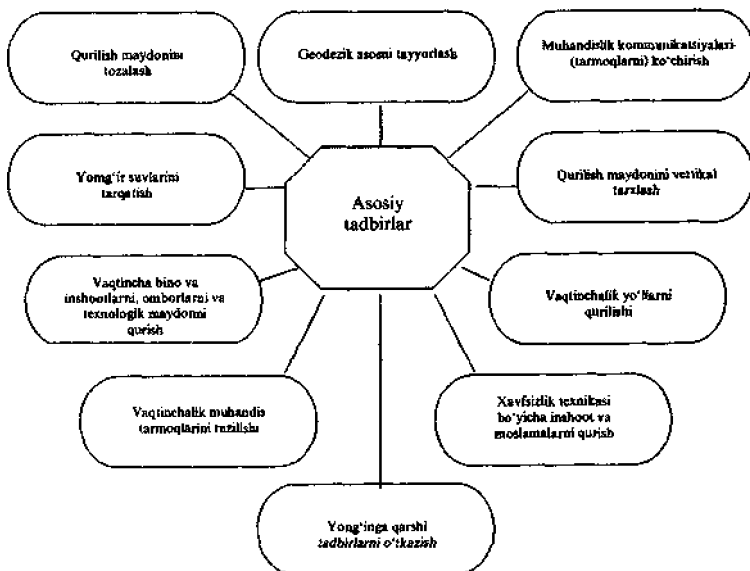 Qurilish maydonini
tozalash
Geodezik asosni tayyorlash
Muhandislik kommunikatsiyalari-
(tarmoqlarni) ko‘chirish
Yomg‘ir suvlarini
tarqatish
Asosiy
tadbirlar
Qurilish maydonini vertikal
tarxlash
Vaqtincha bino va
inshootlarni, omborlarni va
texnologik maydonni
qurish
Vaqtinchalik yo‘llarni
qurilishi
Vaqtinchalik muhandis
tarmoqlarini tuzilishi
Xavfsizlik texnikasi
bo‘yicha inshoot va
moslamalarni qurish
Yong‘inga qarshi
tadbirlarni o‘tkazish